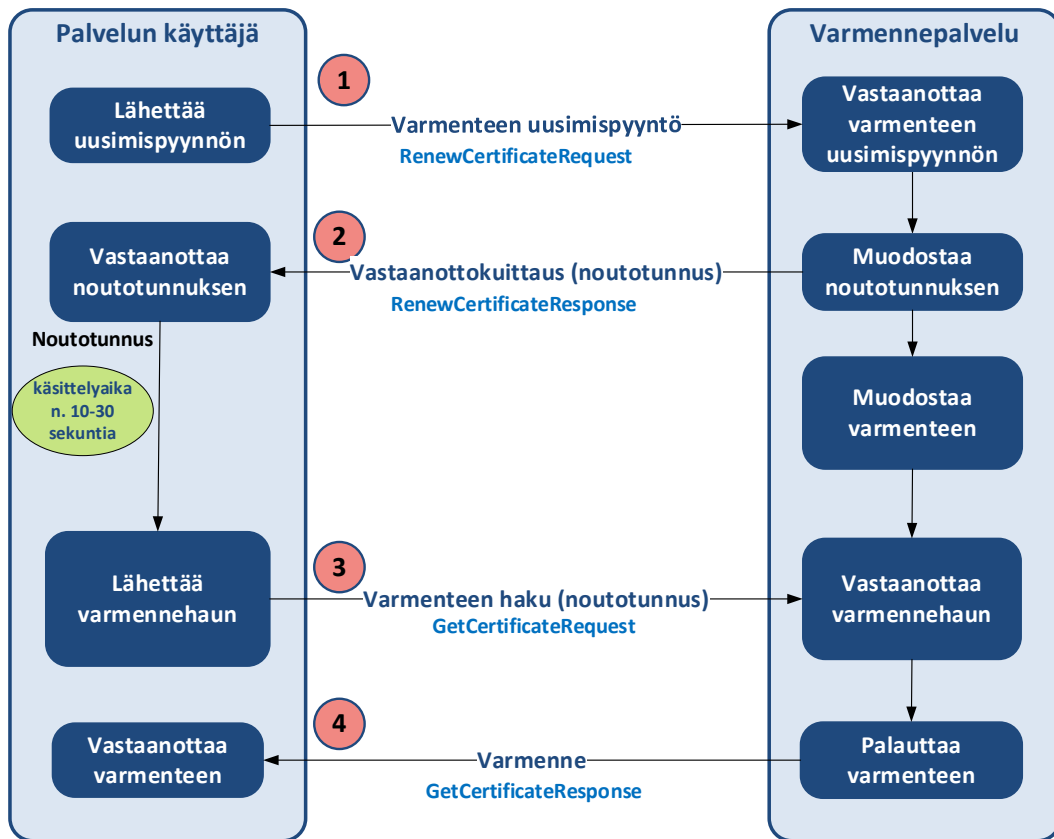 Palvelun käyttäjä
Varmennepalvelu
1
Lähettää
uusimispyynnön
Varmenteen uusimispyyntö
RenewCertificateRequest
Vastaanottaa
varmenteen
uusimispyynnön
2
Vastaanottaa
noutotunnuksen
Vastaanottokuittaus (noutotunnus)
RenewCertificateResponse
Muodostaa
noutotunnuksen
Noutotunnus
käsittelyaika
n. 10-30
sekuntia
Muodostaa
varmenteen
3
Lähettää
varmennehaun
Varmenteen haku (noutotunnus)
GetCertificateRequest
Vastaanottaa
varmennehaun
4
Vastaanottaa
varmenteen
Varmenne
GetCertificateResponse
Palauttaa
varmenteen